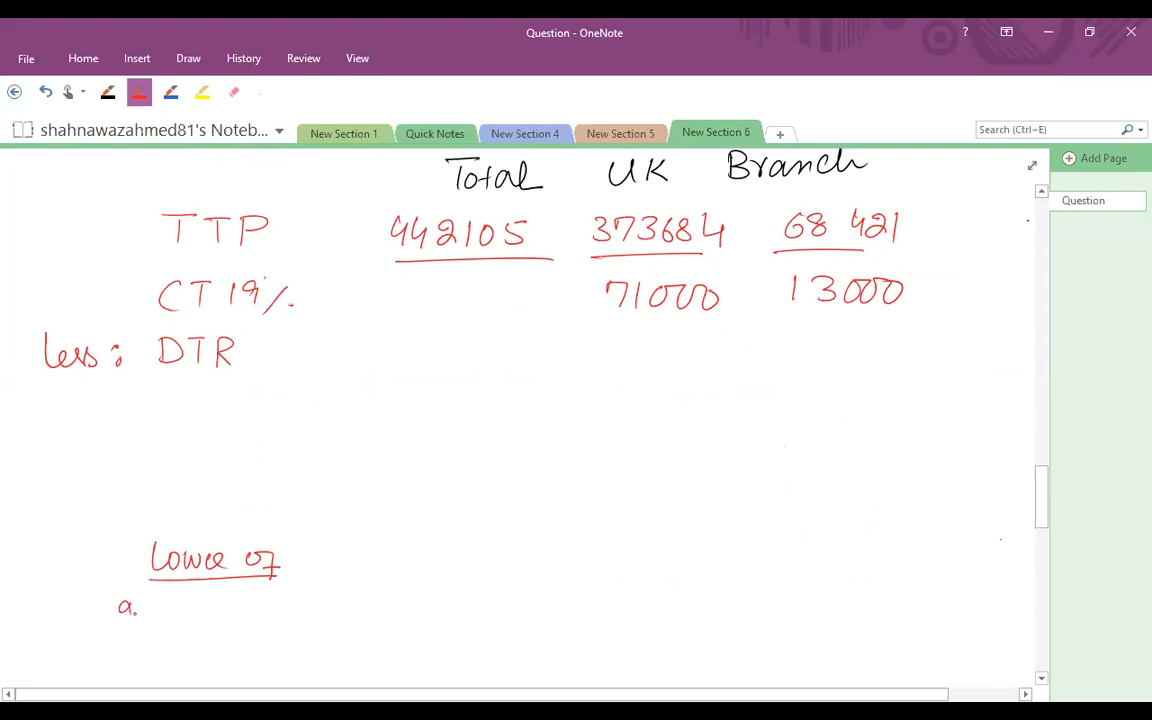 Question - OneNote
?
File Home Insert Draw History Review View
shahnawazahmed81's Noteb... New Section 1 Quick Notes New Section 4 New Section 5 New Section 6 + Search (Ctrl+E)
Add Page
Question
Total UK Branch
TTP 442105 373684 68421
CT 19% 71000 13000
less: DTR
Lower of
a.